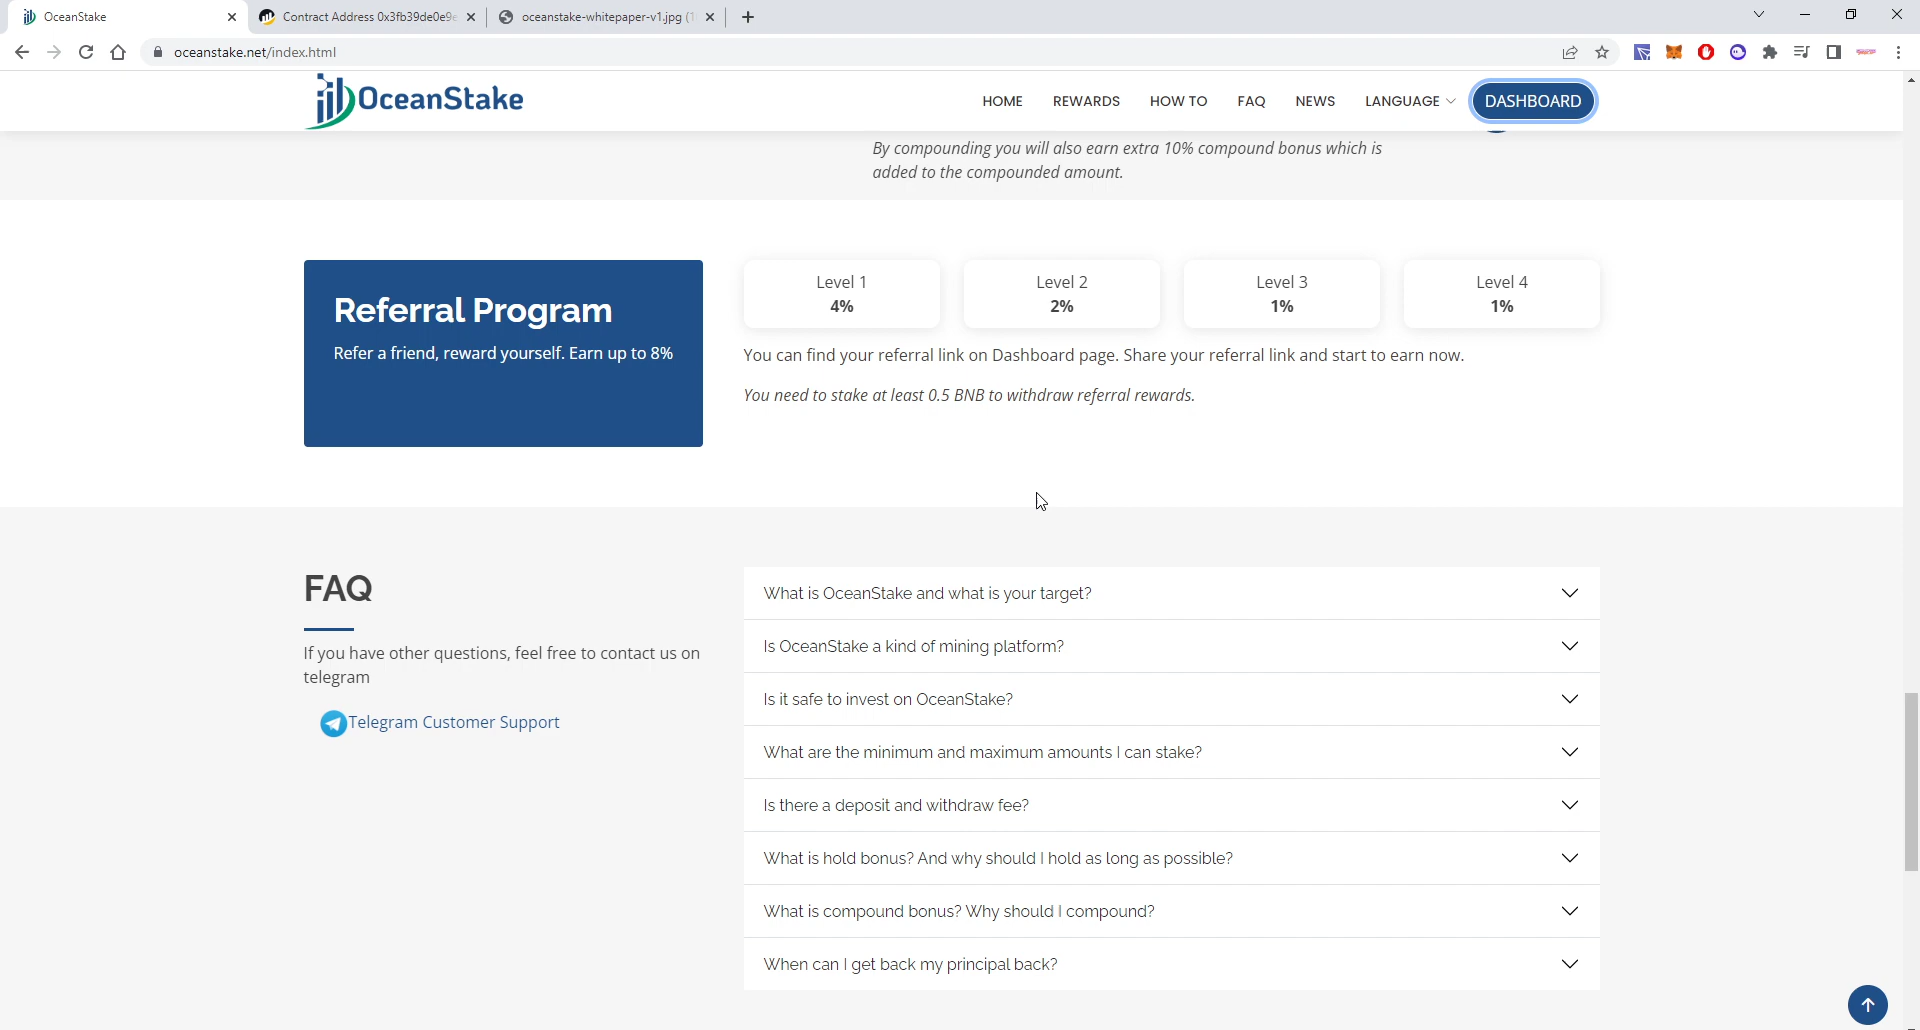 OceanStake
Contract Address 0x3fb39de0e9e
oceanstake-whitepaper-v1.jpg (1
oceanstake.net/index.html
OceanStake
HOME
REWARDS
HOW TO
FAQ
NEWS
LANGUAGE
DASHBOARD
By compounding you will also earn extra 10% compound bonus which is
added to the compounded amount.
Referral Program
Refer a friend, reward yourself. Earn up to 8%
Level 1
4%
Level 2
2%
Level 3
1%
Level 4
1%
You can find your referral link on Dashboard page. Share your referral link and start to earn now.
You need to stake at least 0.5 BNB to withdraw referral rewards.
FAQ
If you have other questions, feel free to contact us on
telegram
Telegram Customer Support
What is OceanStake and what is your target?
Is OceanStake a kind of mining platform?
Is it safe to invest on OceanStake?
What are the minimum and maximum amounts I can stake?
Is there a deposit and withdraw fee?
What is hold bonus? And why should I hold as long as possible?
What is compound bonus? Why should I compound?
When can I get back my principal back?